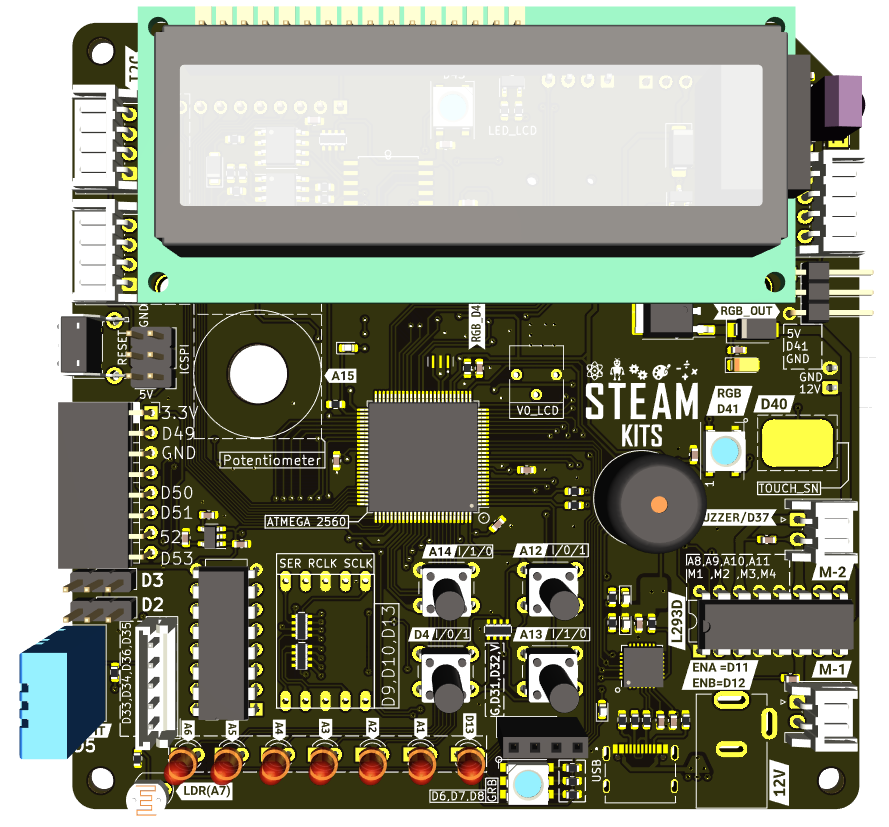 I2C
LED_LCD
GND
RESET
ICSPI
5V
RGB_D4
A15
V0_LCD
RGB_OUT
5V
D41
GND
GND
12V
STEAM
KITS
RGB
D41
D40
3.3V
D49
GND
D50
D51
52
D53
Potentiometer
ATMEGA 2560
1
TOUCH_SN
UZZER/D37
M-2
D3
D2
SER RCLK SCLK
A14 I/1/0
A12 I/0/1
A8,A9,A10,A11
M1 ,M2 ,M3,M4
L293D
D33,D34,D36,D35
D9,D10,D13
D4 I/0/1
A13 I/1/0
G,D31,D32,V
ENA =D11
ENB=D12
M-1
D5
A6
A5
A4
A3
A2
A1
D13
LDR(A7)
D6,D7,D8
GRB
USB
12V